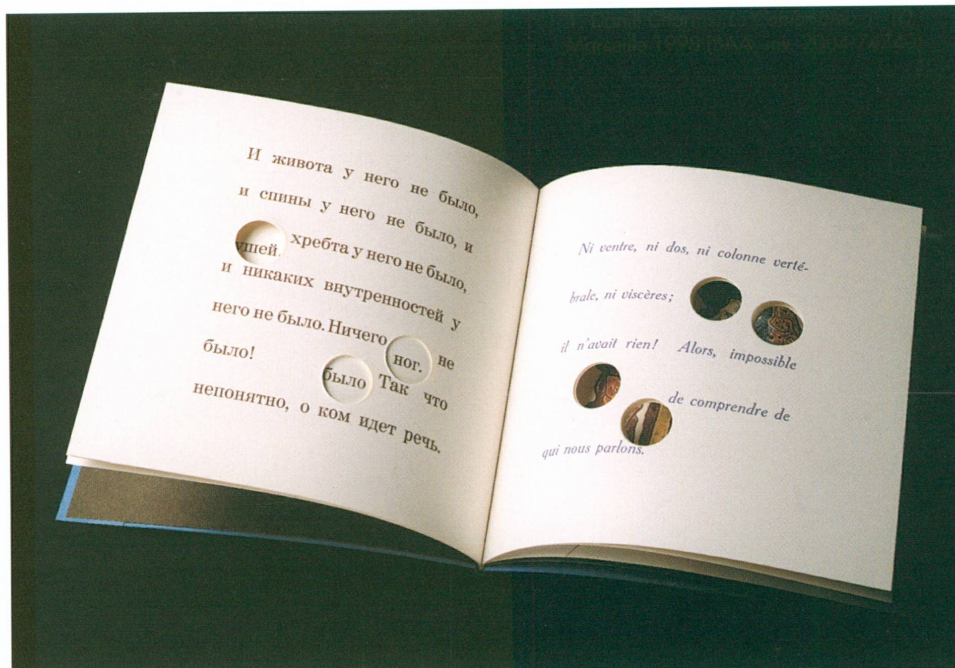 И живота у него не было,
и спины у него не было, и
ушей. хребта у него не было,
и никаких внутренностей у
него не было. Ничего ног. не
было! было Так что
непонятно, о ком идет речь.
Ni ventre, ni dos, ni colonne verté-
brale, ni viscères;
il n'avait rien! Alors, impossible
de comprendre de
qui nous parlons.